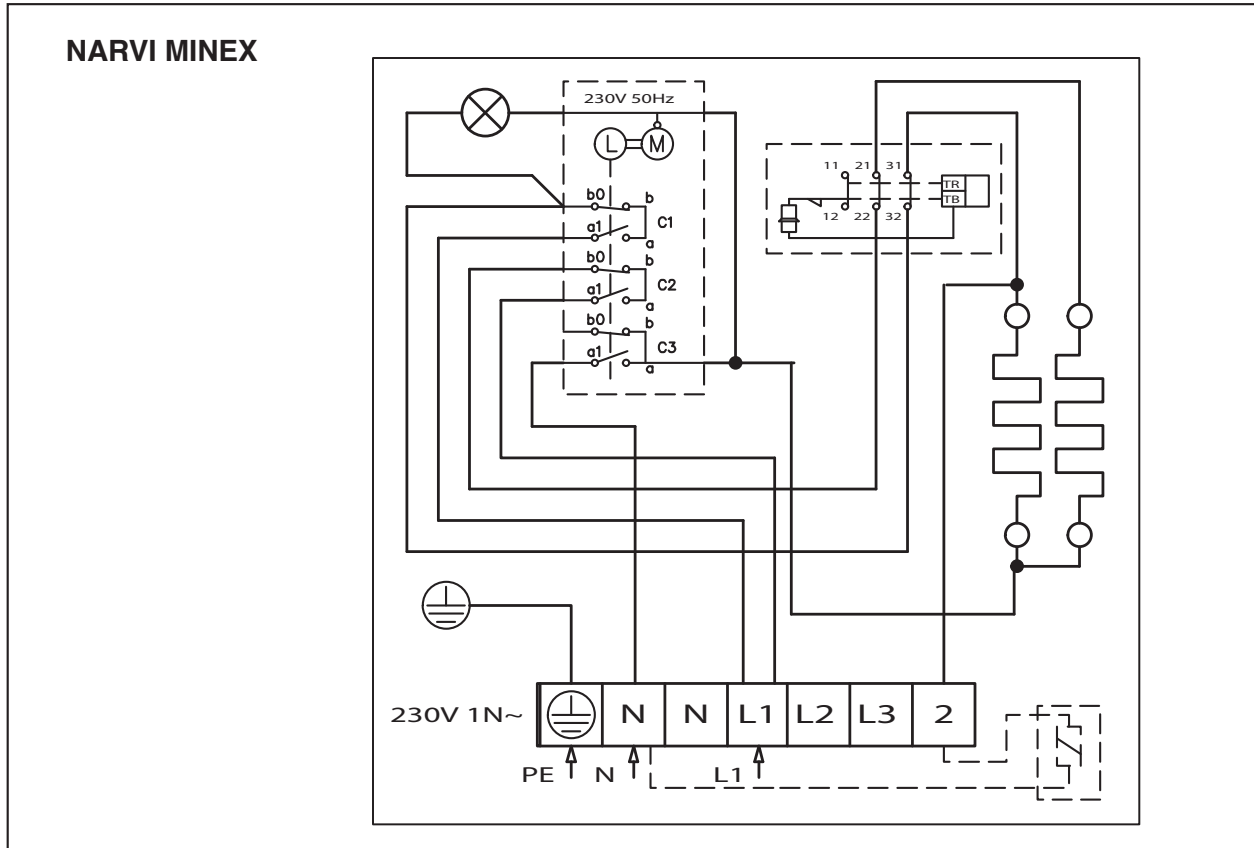 NARVI MINEX
230V 50Hz
L M
11 21 31
TR
TB
12 22 32
b0 b
C1
a1 a
b0 b
C2
a1 a
b0 b
C3
a1 a
230V 1N~ N N L1 L2 L3 2
PE N L1